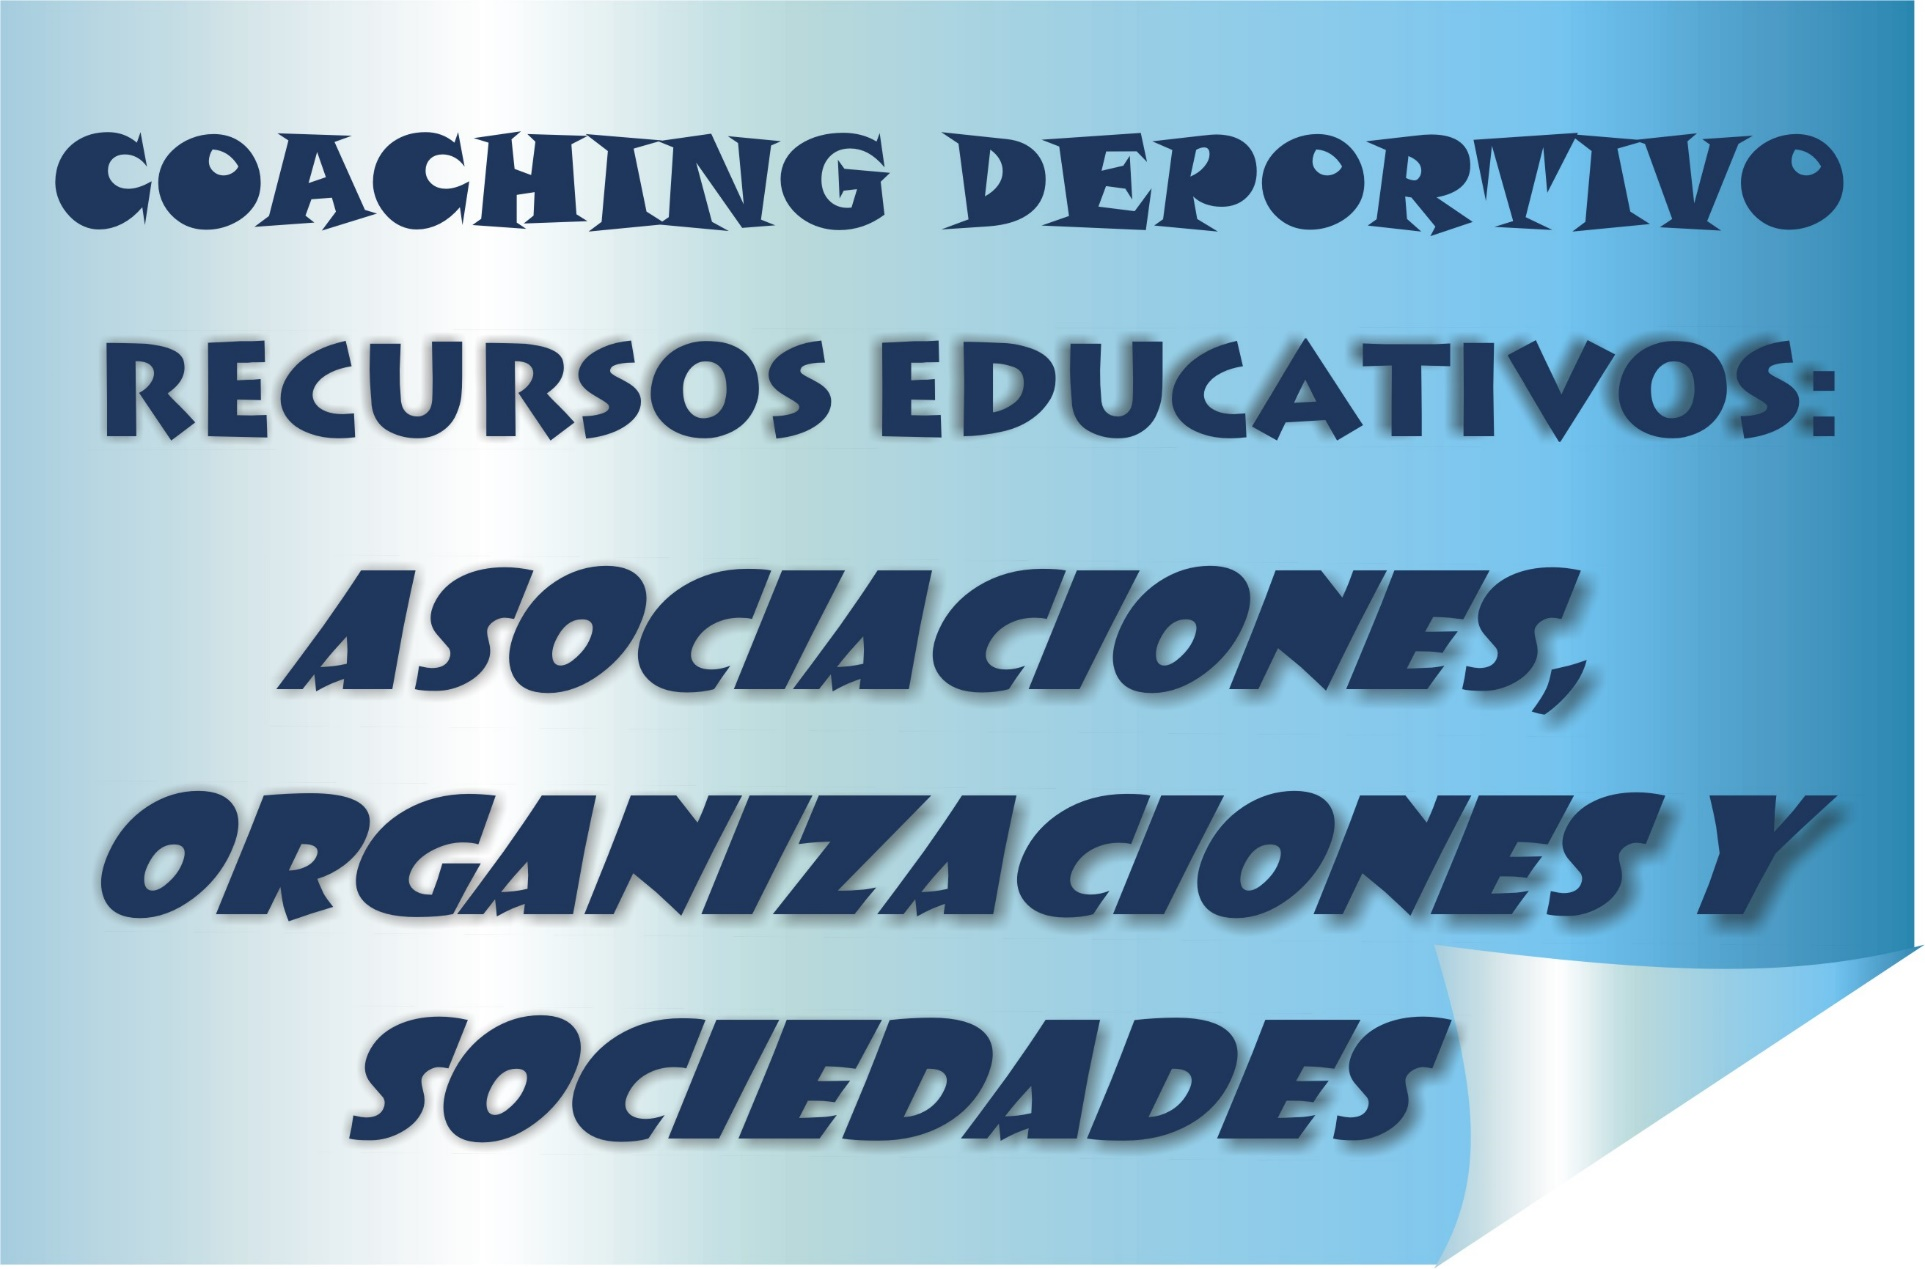 COACHING DEPORTIVO
RECURSOS EDUCATIVOS:
ASOCIACIONES,
ORGANIZACIONES Y
SOCIEDADES